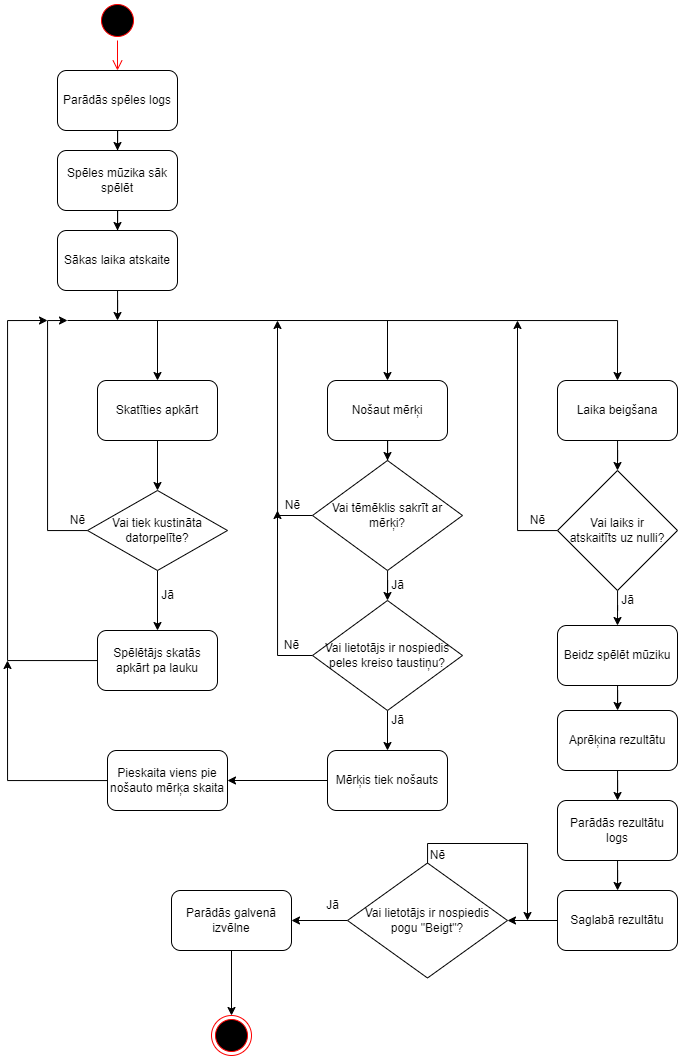 Parādās spēles logs
Spēles mūzika sāk
spēlēt
Sākas laika atskaite
Skatīties apkārt
Nošaut mērķi
Laika beigšana
Nē
Vai tiek kustināta
datorpelīte?
Nē
Vai tēmēklis sakrīt ar
mērķi?
Nē
Vai laiks ir
atskaitīts uz nulli?
Jā
Jā
Jā
Spēlētājs skatās
apkārt pa lauku
Nē
Vai lietotājs ir nospiedis
peles kreiso taustiņu?
Beidz spēlēt mūziku
Jā
Aprēķina rezultātu
Pieskaita viens pie
nošauto mērķa skaita
Mērķis tiek nošauts
Parādās rezultātu
logs
Nē
Jā
Parādās galvenā
izvēlne
Vai lietotājs ir nospiedis
pogu "Beigt"?
Saglabā rezultātu